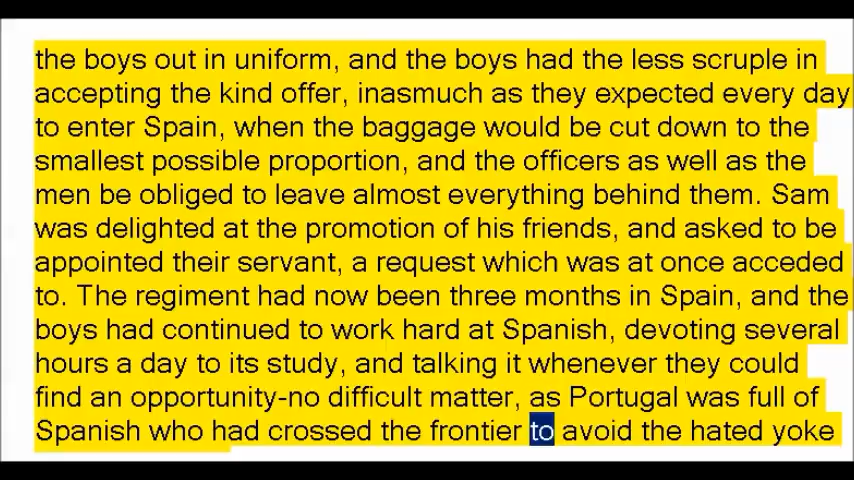 the boys out in uniform, and the boys had the less scruple in
accepting the kind offer, inasmuch as they expected every day
to enter Spain, when the baggage would be cut down to the
smallest possible proportion, and the officers as well as the
men be obliged to leave almost everything behind them. Sam
was delighted at the promotion of his friends, and asked to be
appointed their servant, a request which was at once acceded
to. The regiment had now been three months in Spain, and the
boys had continued to work hard at Spanish, devoting several
hours a day to its study, and talking it whenever they could
find an opportunity-no difficult matter, as Portugal was full of
Spanish who had crossed the frontier to avoid the hated yoke